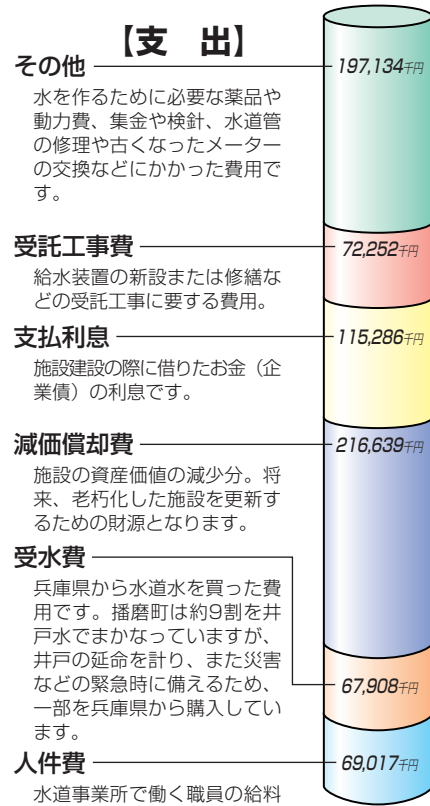 【支　出】
その他
197,134千円
水を作るために必要な薬品や
動力費、集金や検針、水道管
の修理や古くなったメーター
の交換などにかかった費用で
す。
受託工事費
72,252千円
給水装置の新設または修繕な
どの受託工事に要する費用。
支払利息
115,286千円
施設建設の際に借りたお金（企
業債）の利息です。
減価償却費
216,639千円
施設の資産価値の減少分。将
来、老朽化した施設を更新す
るための財源となります。
受水費
67,908千円
兵庫県から水道水を買った費
用です。播磨町は約9割を井
戸水でまかなっていますが、
井戸の延命を計り、また災害
などの緊急時に備えるため、
一部を兵庫県から購入してい
ます。
人件費
69,017千円
水道事業所で働く職員の給料